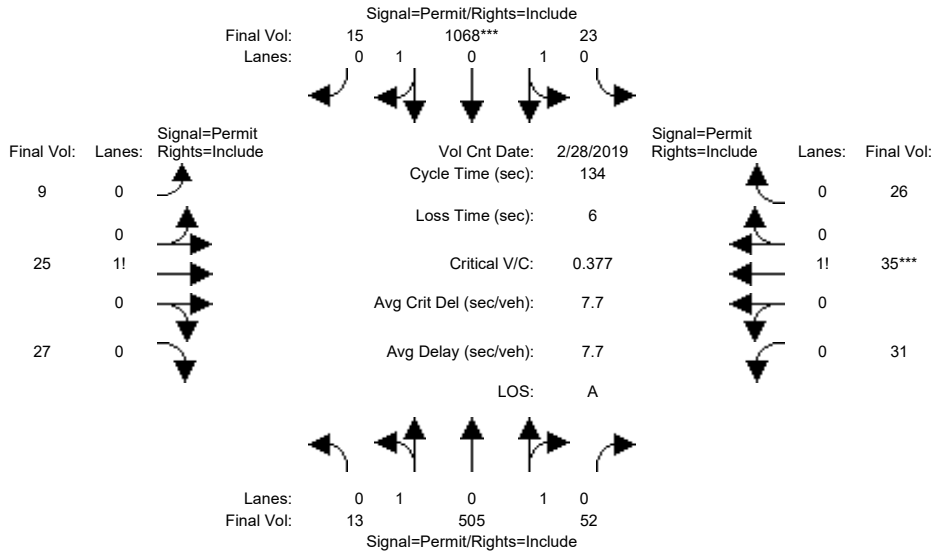 Signal=Permit/Rights=Include
Final Vol: 15 1068*** 23
Lanes: 0 1 0 1 0
Signal=Permit Signal=Permit
Final Vol: Lanes: Rights=Include Vol Cnt Date: 2/28/2019 Rights=Include Lanes: Final Vol:
Cycle Time (sec): 134
9 0 0 26
Loss Time (sec): 6
0 0
25 1! Critical V/C: 0.377 1! 35***
0 Avg Crit Del (sec/veh): 7.7 0
27 0 Avg Delay (sec/veh): 7.7 0 31
LOS: A
Lanes: 0 1 0 1 0
Final Vol: 13 505 52
Signal=Permit/Rights=Include